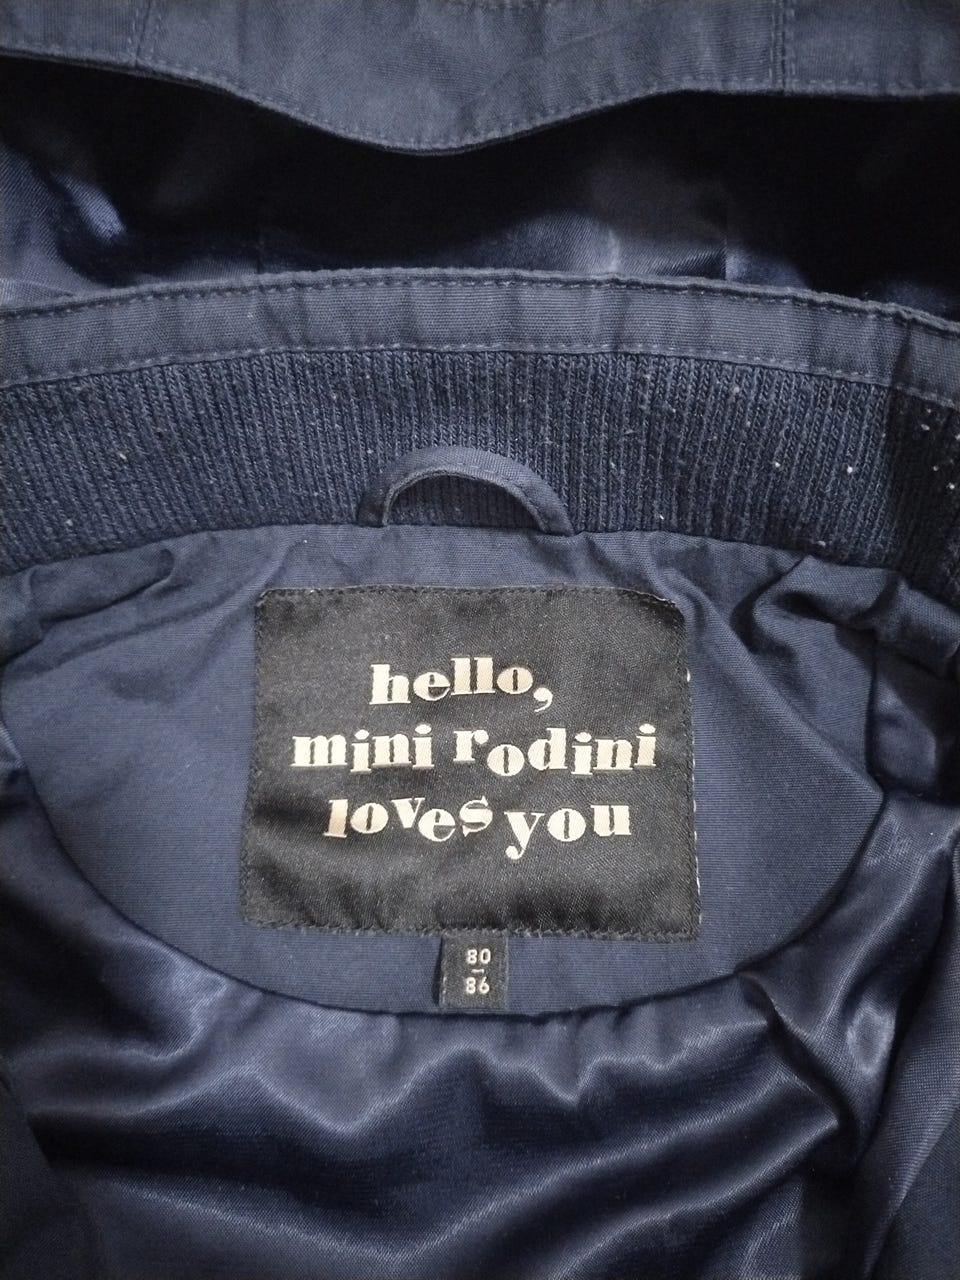 hello,
mini rodini
loves you
80
–
86